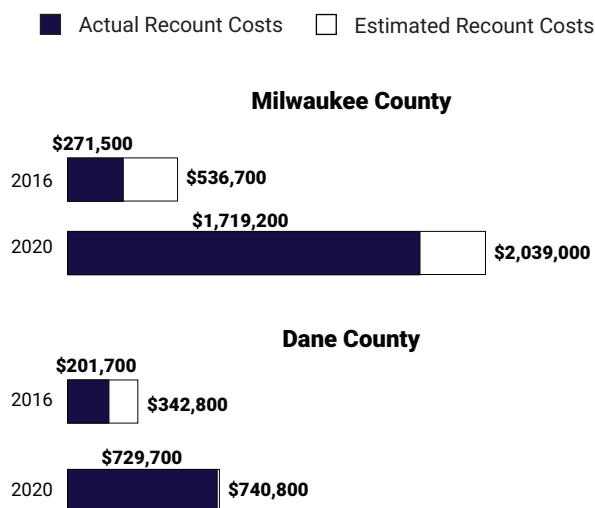 Actual Recount Costs Estimated Recount Costs
Milwaukee County
$271,500
2016 $536,700
$1,719,200
2020 $2,039,000
Dane County
$201,700
2016 $342,800
$729,700
2020 $740,800